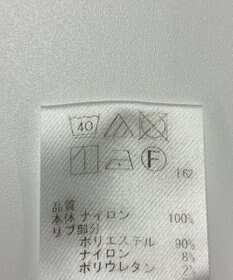 40
F
162
品質
本体 ナイロン 100%
リブ部分
ポリエステル 90%
ナイロン 8%
ポリウレタン 2%